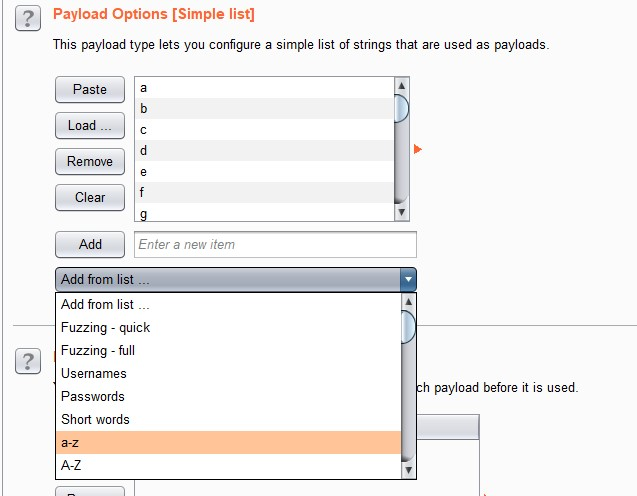 ?
Payload Options [Simple list]
This payload type lets you configure a simple list of strings that are used as payloads.
Paste
a
b
Load ...
c
d
Remove
e
Clear
f
g
Add
Enter a new item
Add from list ...
Add from list ...
Fuzzing - quick
Fuzzing - full
?
Usernames
Passwords
ch payload before it is used.
Short words
a-z
A-Z